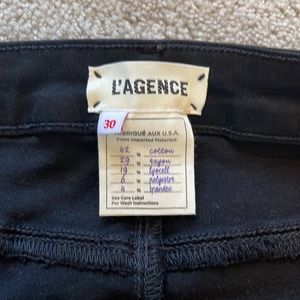 L'AGENCE
30
FABRIQUÉ AUX U.S.A.
From Imported Materials
42 % cotton
29 % rayon
19 % lyocell
6 % polyester
4 % spandex
See Care Label
For Wash Instructions